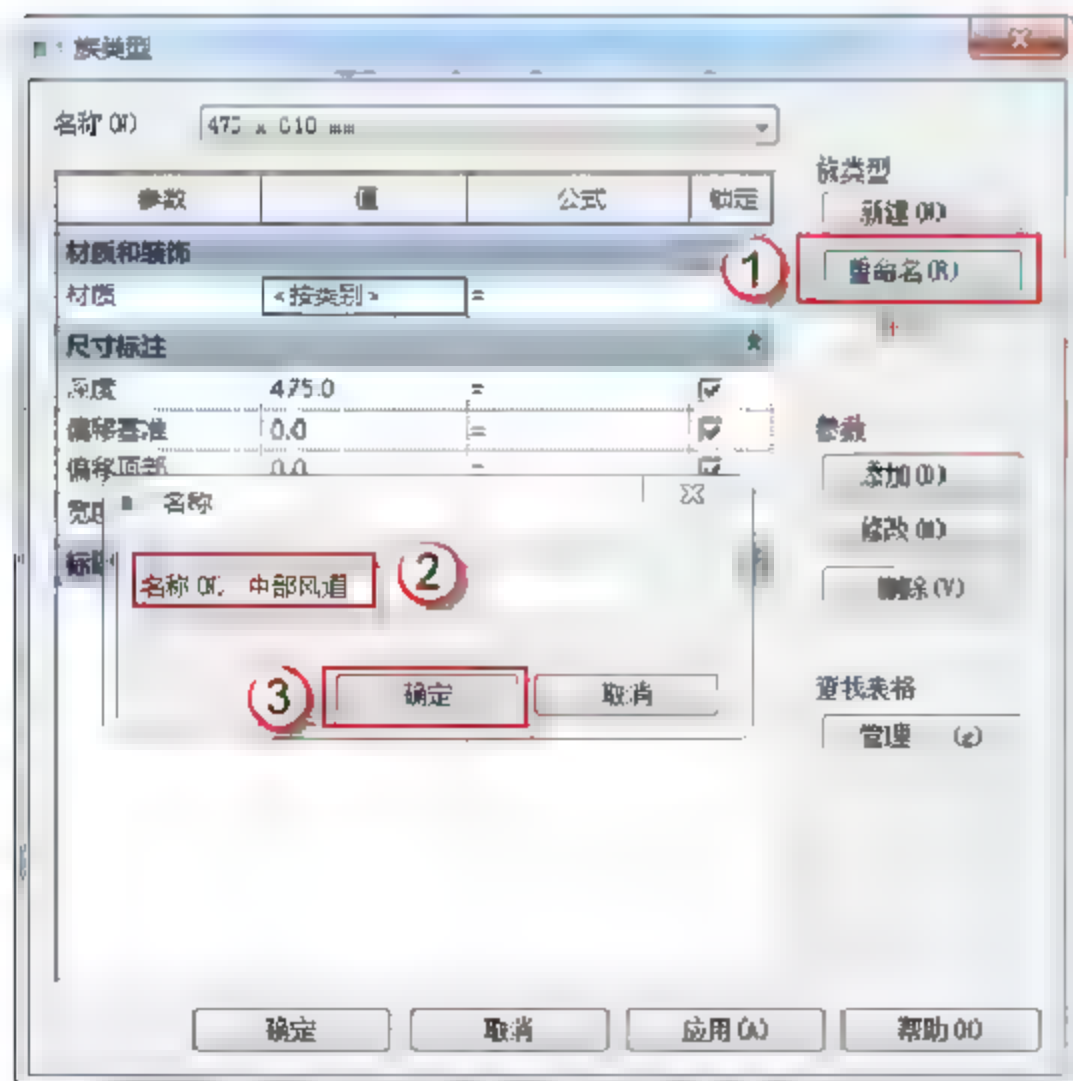 族类型
名称(N)
475 x 610 mm
参数 值 公式 锁定
族类型
新建(N)
材质和装饰
1
重命名(R)
材质 <按类别> =
尺寸标注
深度 475.0 =
偏移基准 0.0 =
参数
偏移顶部 0.0 =
添加(D)
名称
修改(M)
名称(N): 中部风道
2
删除(V)
3
确定 取消
查找表格
管理
确定 取消 应用(A) 帮助(H)